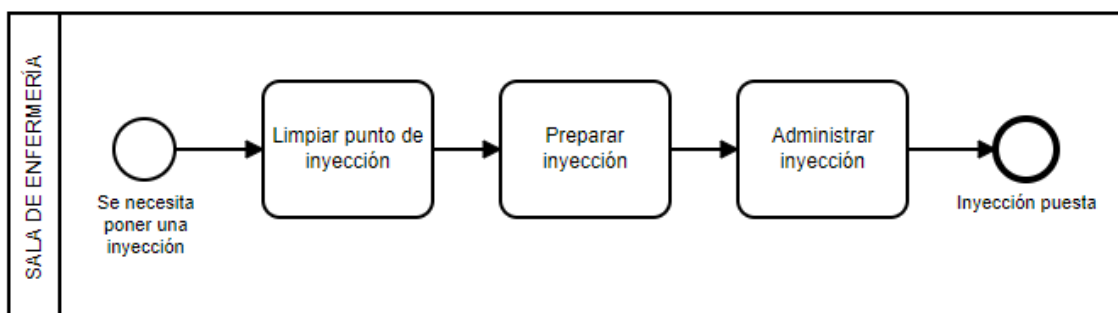 SALA DE ENFERMERÍA
Se necesita
poner una
inyección
Limpiar punto de
inyección
Preparar
inyección
Administrar
inyección
Inyección puesta